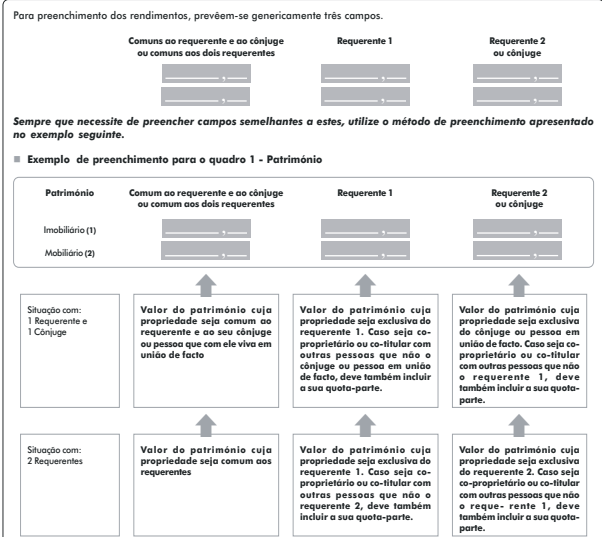 Para preenchimento dos rendimentos, prevêem-se genericamente três campos.
Comuns ao requerente e ao cônjuge
ou comuns aos dois requerentes
Requerente 1
Requerente 2
ou cônjuge
Sempre que necessite de preencher campos semelhantes a estes, utilize o método de preenchimento apresentado
no exemplo seguinte.
Exemplo de preenchimento para o quadro 1 - Património
Património
Comum ao requerente e ao cônjuge
ou comum aos dois requerentes
Requerente 1
Requerente 2
ou cônjuge
Imobiliário (1)
Mobiliário (2)
Situação com:
1 Requerente e
1 Cônjuge
Valor do património cuja
propriedade seja comum ao
requerente e ao seu cônjuge
ou pessoa que com ele viva em
união de facto
Valor do património cuja
propriedade seja exclusiva do
requerente 1. Caso seja co-
proprietário ou co-titular com
outras pessoas que não o
cônjuge ou pessoa em união
de facto, deve também incluir
a sua quota-parte.
Valor do património cuja
propriedade seja exclusiva
do cônjuge ou pessoa em
união de facto. Caso seja co-
proprietário ou co-titular
com outras pessoas que não
o requerente 1, deve
também incluir a sua quota-
parte.
Situação com:
2 Requerentes
Valor do património cuja
propriedade seja comum aos
requerentes
Valor do património cuja
propriedade seja exclusiva do
requerente 1. Caso seja co-
proprietário ou co-titular com
outras pessoas que não o
requerente 2, deve também
incluir a sua quota-parte.
Valor do património cuja
propriedade seja exclusiva
do requerente 2. Caso seja
co-proprietário ou co-titular
com outras pessoas que não
o reque- rente 1, deve
também incluir a sua quota-
parte.